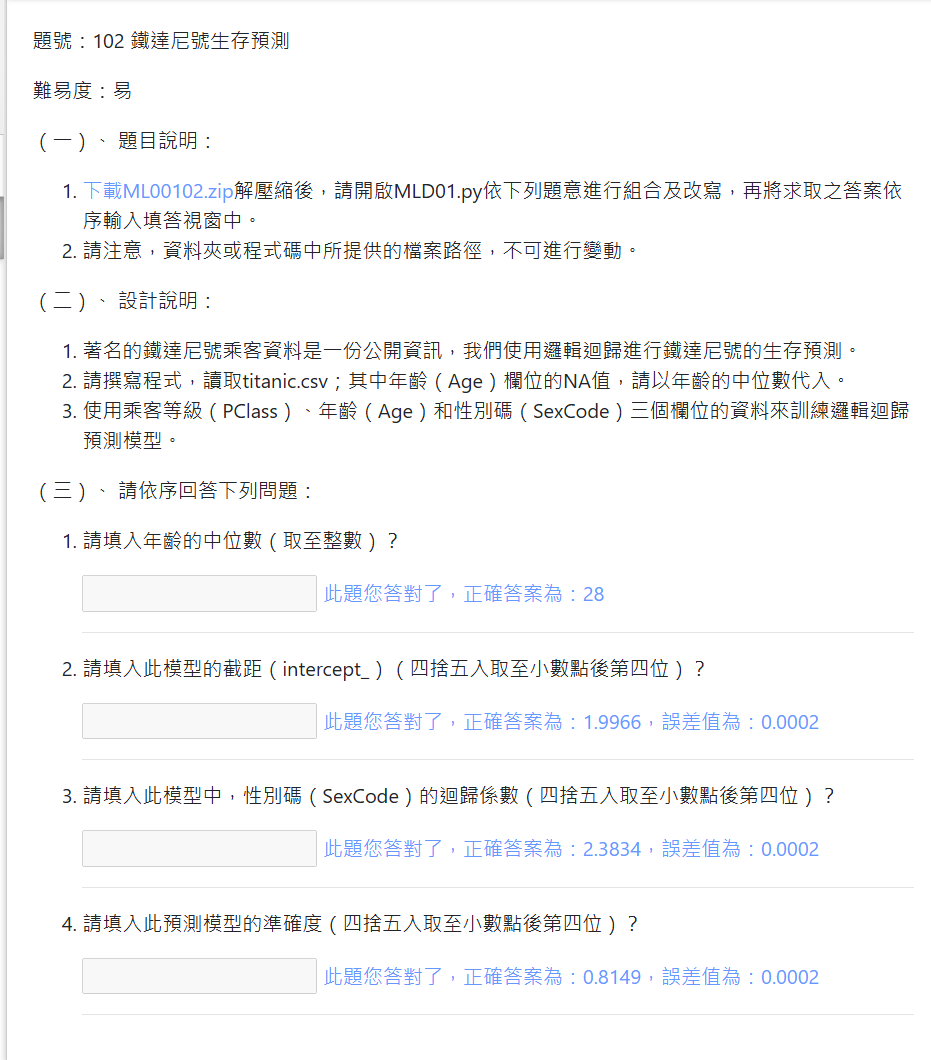 題號：102 鐵達尼號生存預測
難易度：易
（一）、 題目說明：
1. 下載ML00102.zip解壓縮後，請開啟MLD01.py依下列題意進行組合及改寫，再將求取之答案依
序輸入填答視窗中。
2. 請注意，資料夾或程式碼中所提供的檔案路徑，不可進行變動。
（二）、 設計說明：
1. 著名的鐵達尼號乘客資料是一份公開資訊，我們使用邏輯迴歸進行鐵達尼號的生存預測。
2. 請撰寫程式，讀取titanic.csv；其中年齡（Age）欄位的NA值，請以年齡的中位數代入。
3. 使用乘客等級（PClass）、年齡（Age）和性別碼（SexCode）三個欄位的資料來訓練邏輯迴歸
預測模型。
（三）、 請依序回答下列問題：
1. 請填入年齡的中位數（取至整數）？
此題您答對了，正確答案為：28
2. 請填入此模型的截距（intercept_）（四捨五入取至小數點後第四位）？
此題您答對了，正確答案為：1.9966，誤差值為：0.0002
3. 請填入此模型中，性別碼（SexCode）的迴歸係數（四捨五入取至小數點後第四位）？
此題您答對了，正確答案為：2.3834，誤差值為：0.0002
4. 請填入此預測模型的準確度（四捨五入取至小數點後第四位）？
此題您答對了，正確答案為：0.8149，誤差值為：0.0002